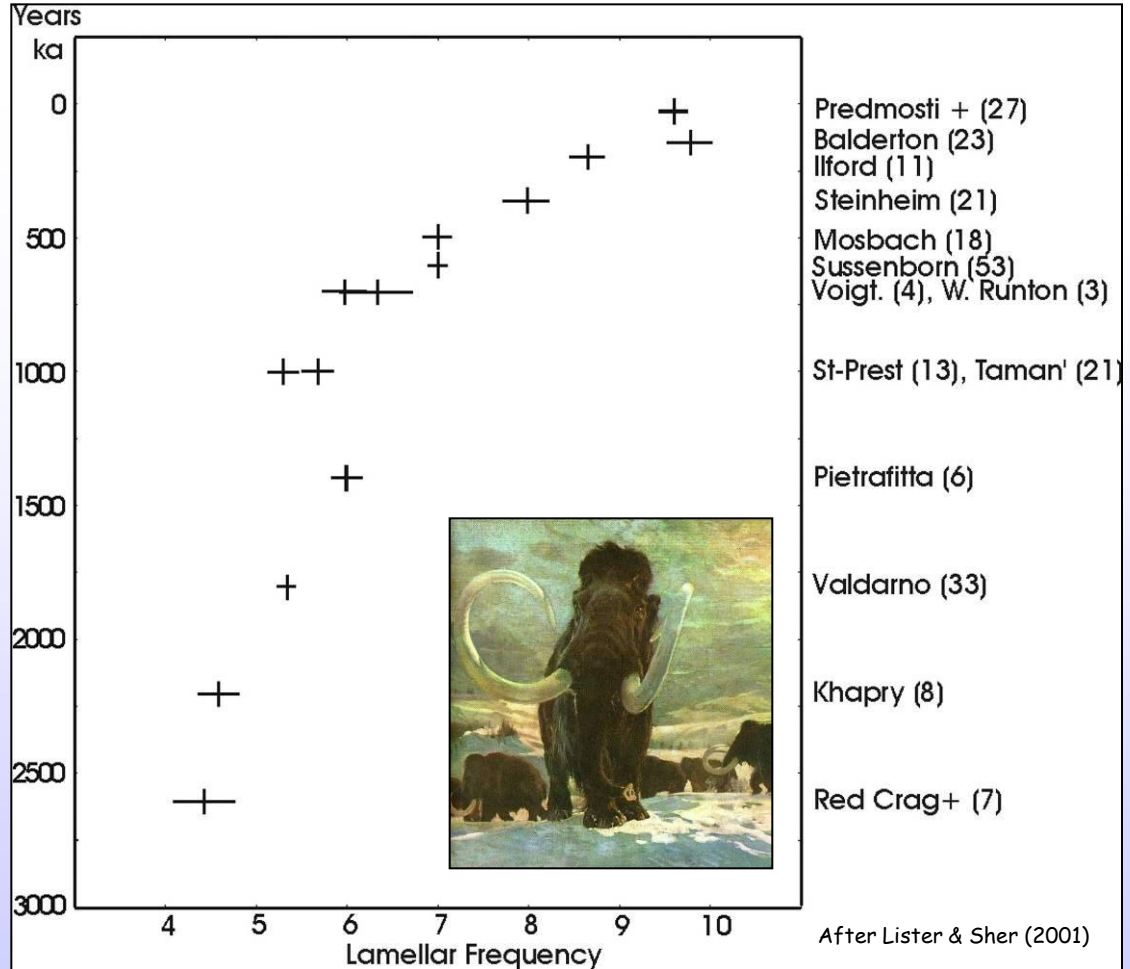 Years
ka
0
500
1000
1500
2000
2500
3000
4 5 6 7 8 9 10
Lamellar Frequency
Predmosti + (27)
Balderton (23)
Ilford (11)
Steinheim (21)
Mosbach (18)
Sussenborn (53)
Voigt. (4), W. Runton (3)
St-Prest (13), Taman' (21)
Pietrafitta (6)
Valdarno (33)
Khapry (8)
Red Crag+ (7)
After Lister & Sher (2001)